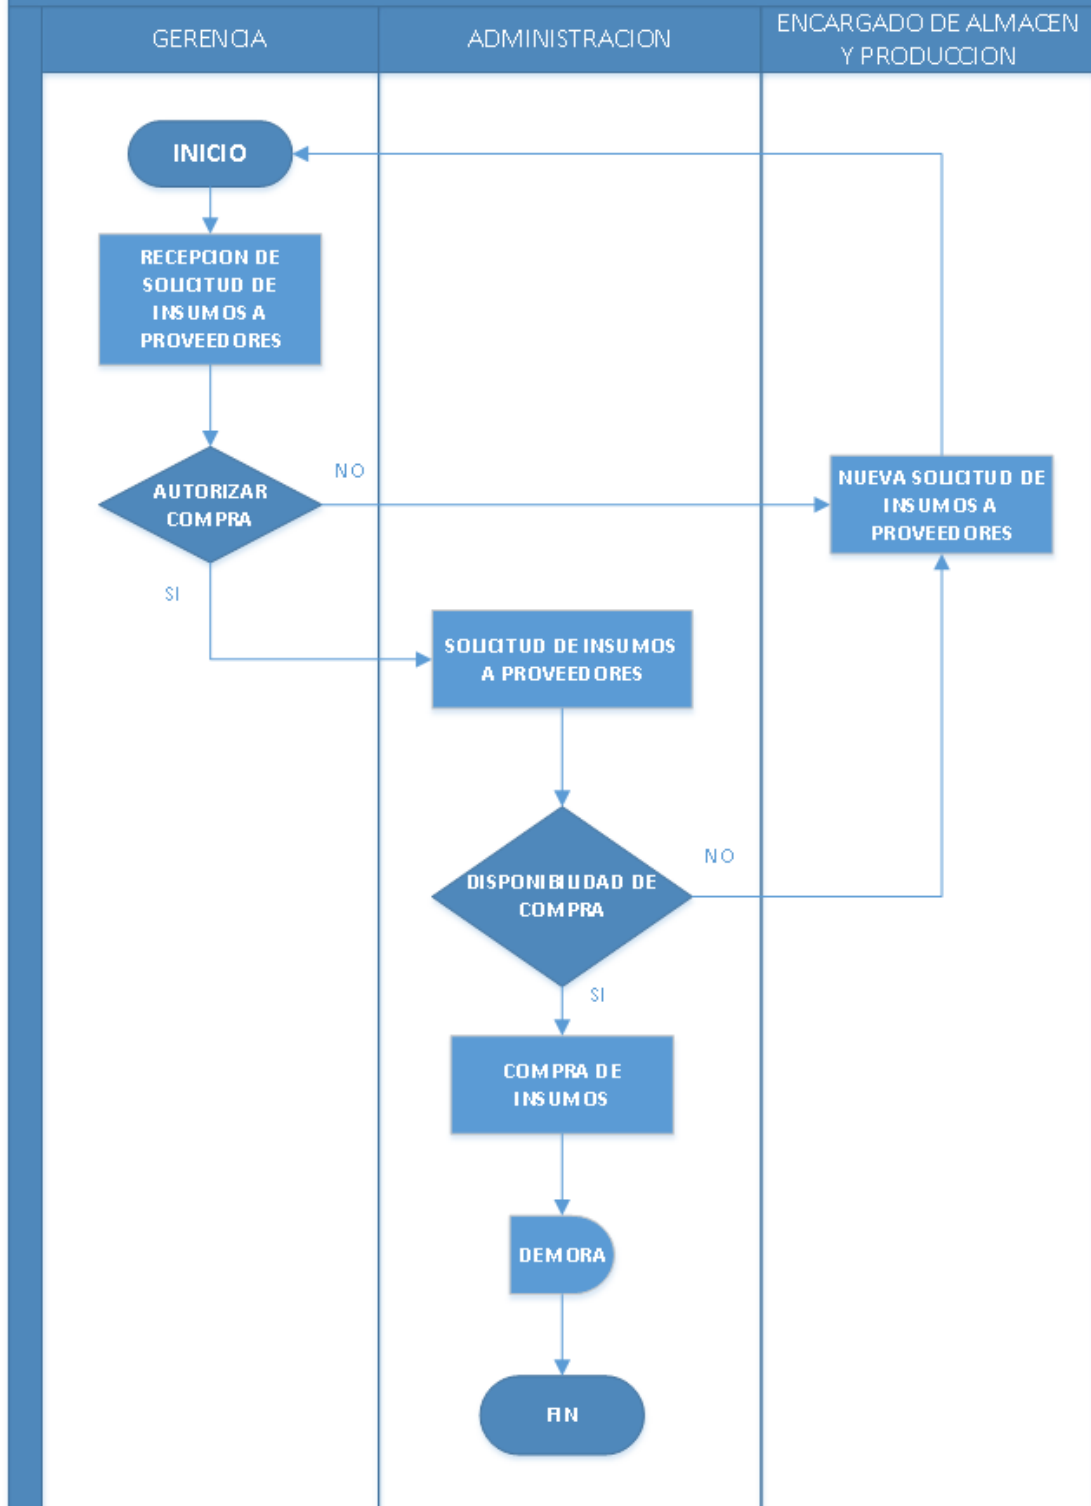 GERENCIA
ADMINISTRACION
ENCARGADO DE ALMACEN
Y PRODUCCION
INICIO
RECEPCION DE
SOLICITUD DE
INSUMOS A
PROVEEDORES
AUTORIZAR
COMPRA
NO
NUEVA SOLICITUD DE
INSUMOS A
PROVEEDORES
SI
SOLICITUD DE INSUMOS
A PROVEEDORES
DISPONIBILIDAD DE
COMPRA
NO
SI
COMPRA DE
INSUMOS
DEMORA
FIN